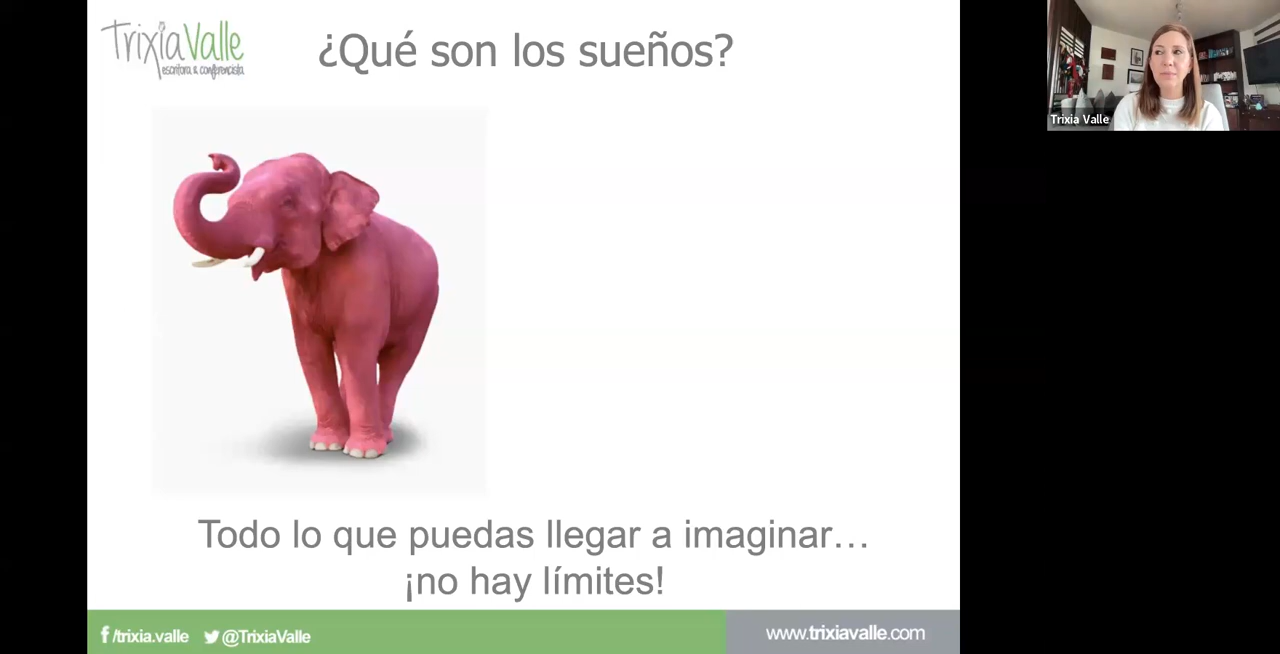 TrixiaValle
escritora & conferencista
¿Qué son los sueños?
Trixia Valle
Todo lo que puedas llegar a imaginar…
¡no hay límites!
f /trixia.valle @TrixiaValle
www.trixiavalle.com